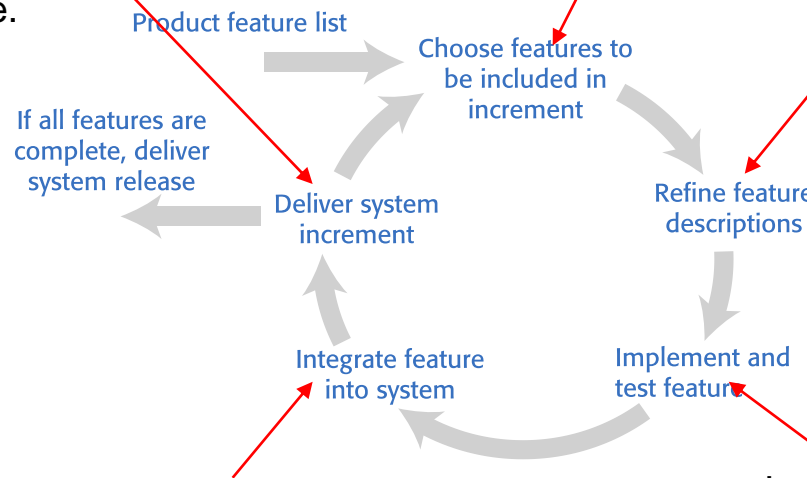 e.
Product feature list
Choose features to
be included in
increment
If all features are
complete, deliver
system release
Deliver system
increment
Refine feature
descriptions
Integrate feature
into system
Implement and
test feature